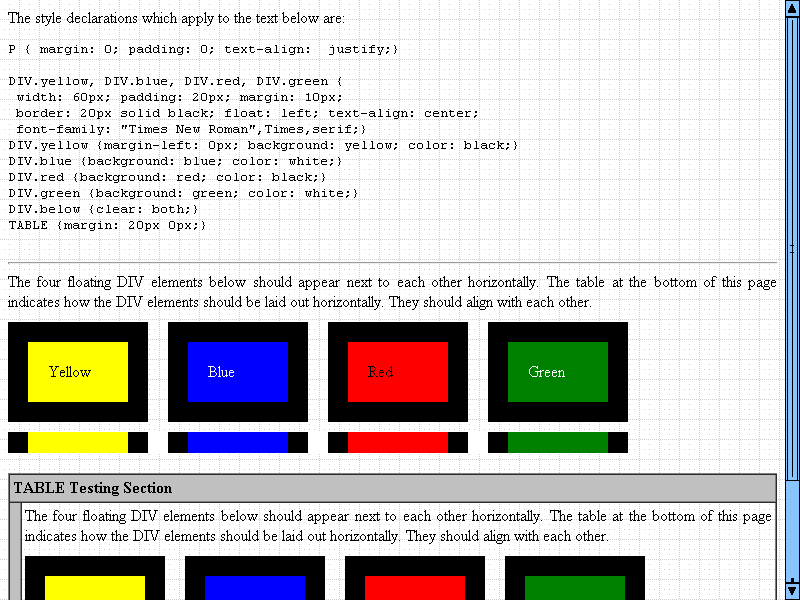 The style declarations which apply to the text below are:
P { margin: 0; padding: 0; text-align:  justify;}
DIV.yellow, DIV.blue, DIV.red, DIV.green {
 width: 60px; padding: 20px; margin: 10px;
 border: 20px solid black; float: left; text-align: center;
 font-family: "Times New Roman",Times,serif;}
DIV.yellow {margin-left: 0px; background: yellow; color: black;}
DIV.blue {background: blue; color: white;}
DIV.red {background: red; color: black;}
DIV.green {background: green; color: white;}
DIV.below {clear: both;}
TABLE {margin: 20px 0px;}
The four floating DIV elements below should appear next to each other horizontally. The table at the bottom of this page
indicates how the DIV elements should be laid out horizontally. They should align with each other.
Yellow Blue Red Green
TABLE Testing Section
The four floating DIV elements below should appear next to each other horizontally. The table at the bottom of this page
indicates how the DIV elements should be laid out horizontally. They should align with each other.